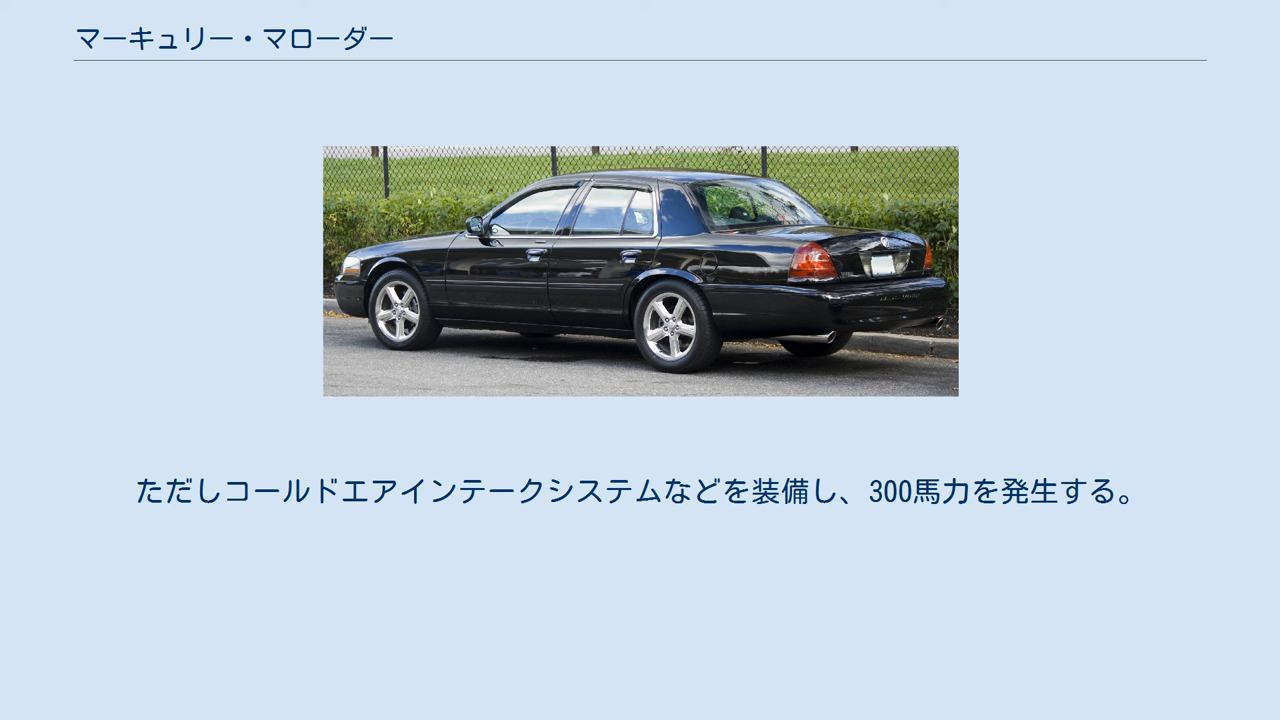 マーキュリー・マローダー
ただしコールドエアインテークシステムなどを装備し、300馬力を発生する。